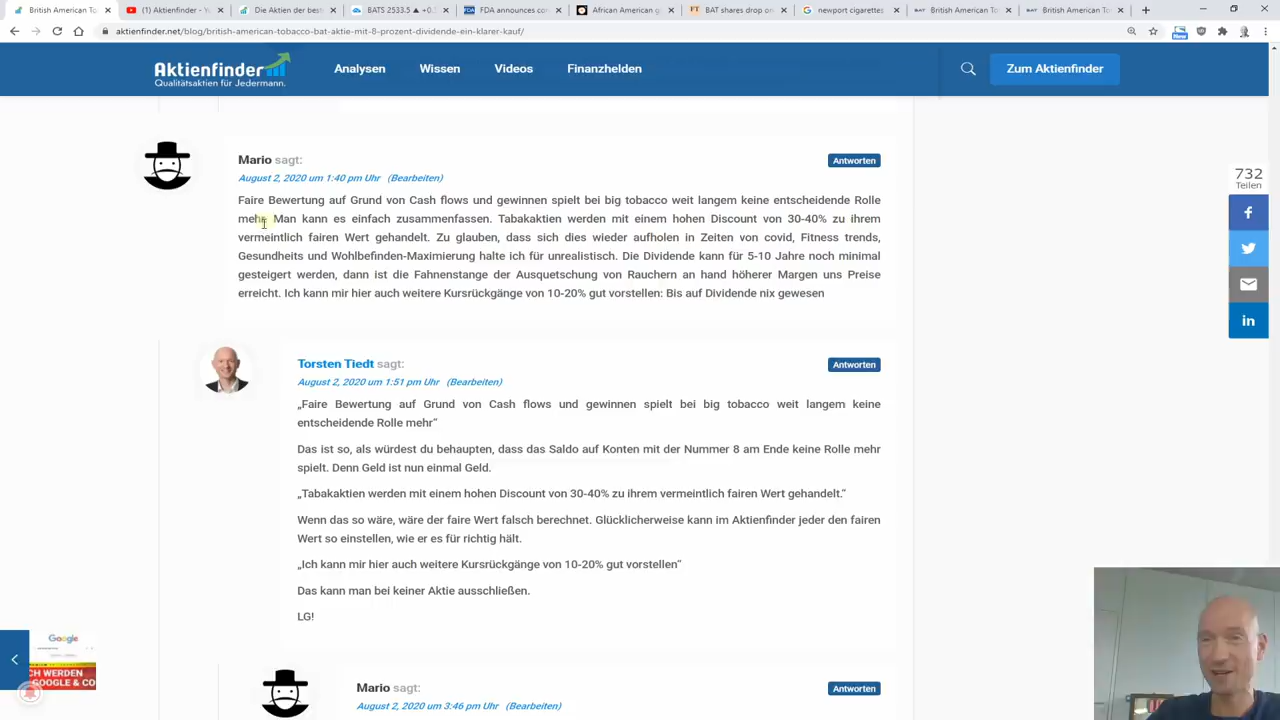 British American To
(1) Aktienfinder - Yo
Die Aktien der beste
BATS 2533.5 ▲ +0.5
FDA announces com
African American gr
BAT shares drop on
newport cigarettes
British American To
British American To
aktienfinder.net/blog/british-american-tobacco-bat-aktie-mit-8-prozent-dividende-ein-klarer-kauf/
New
Aktienfinder
Qualitätsaktien für Jedermann.
Analysen
Wissen
Videos
Finanzhelden
Zum Aktienfinder
Mario sagt:
Antworten
August 2, 2020 um 1:40 pm Uhr (Bearbeiten)
Faire Bewertung auf Grund von Cash flows und gewinnen spielt bei big tobacco weit langem keine entscheidende Rolle
mehr. Man kann es einfach zusammenfassen. Tabakaktien werden mit einem hohen Discount von 30-40% zu ihrem
vermeintlich fairen Wert gehandelt. Zu glauben, dass sich dies wieder aufholen in Zeiten von covid, Fitness trends,
Gesundheits und Wohlbefinden-Maximierung halte ich für unrealistisch. Die Dividende kann für 5-10 Jahre noch minimal
gesteigert werden, dann ist die Fahnenstange der Ausquetschung von Rauchern an hand höherer Margen uns Preise
erreicht. Ich kann mir hier auch weitere Kursrückgänge von 10-20% gut vorstellen: Bis auf Dividende nix gewesen
732
Teilen
Torsten Tiedt sagt:
Antworten
August 2, 2020 um 1:51 pm Uhr (Bearbeiten)
„Faire Bewertung auf Grund von Cash flows und gewinnen spielt bei big tobacco weit langem keine
entscheidende Rolle mehr“
Das ist so, als würdest du behaupten, dass das Saldo auf Konten mit der Nummer 8 am Ende keine Rolle mehr
spielt. Denn Geld ist nun einmal Geld.
„Tabakaktien werden mit einem hohen Discount von 30-40% zu ihrem vermeintlich fairen Wert gehandelt.“
Wenn das so wäre, wäre der faire Wert falsch berechnet. Glücklicherweise kann im Aktienfinder jeder den fairen
Wert so einstellen, wie er es für richtig hält.
„Ich kann mir hier auch weitere Kursrückgänge von 10-20% gut vorstellen“
Das kann man bei keiner Aktie ausschließen.
LG!
Google
CH WERDEN
GOOGLE & CO
Mario sagt:
Antworten
August 2, 2020 um 3:46 pm Uhr (Bearbeiten)